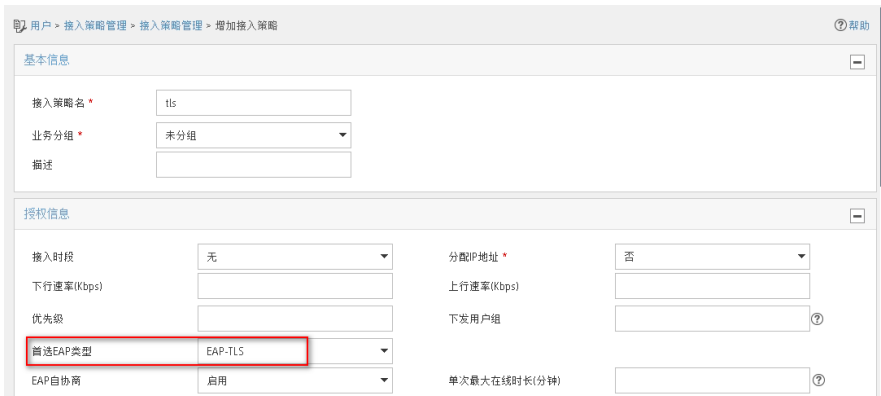 用户 > 接入策略管理 > 接入策略管理 > 增加接入策略 帮助
基本信息
接入策略名 * tls
业务分组 * 未分组
描述
授权信息
接入时段 无 分配IP地址 * 否
下行速率(Kbps) 上行速率(Kbps)
优先级 下发用户组
首选EAP类型 EAP-TLS
EAP自协商 启用 单次最大在线时长(分钟)